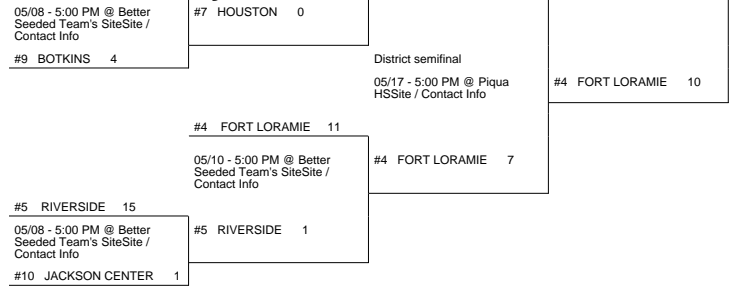 05/08 - 5:00 PM @ Better
Seeded Team's SiteSite /
Contact Info
#7 HOUSTON 0
#9 BOTKINS 4
District semifinal
05/17 - 5:00 PM @ Piqua
HSSite / Contact Info
#4 FORT LORAMIE 10
#4 FORT LORAMIE 11
05/10 - 5:00 PM @ Better
Seeded Team's SiteSite /
Contact Info
#4 FORT LORAMIE 7
#5 RIVERSIDE 15
05/08 - 5:00 PM @ Better
Seeded Team's SiteSite /
Contact Info
#5 RIVERSIDE 1
#10 JACKSON CENTER 1